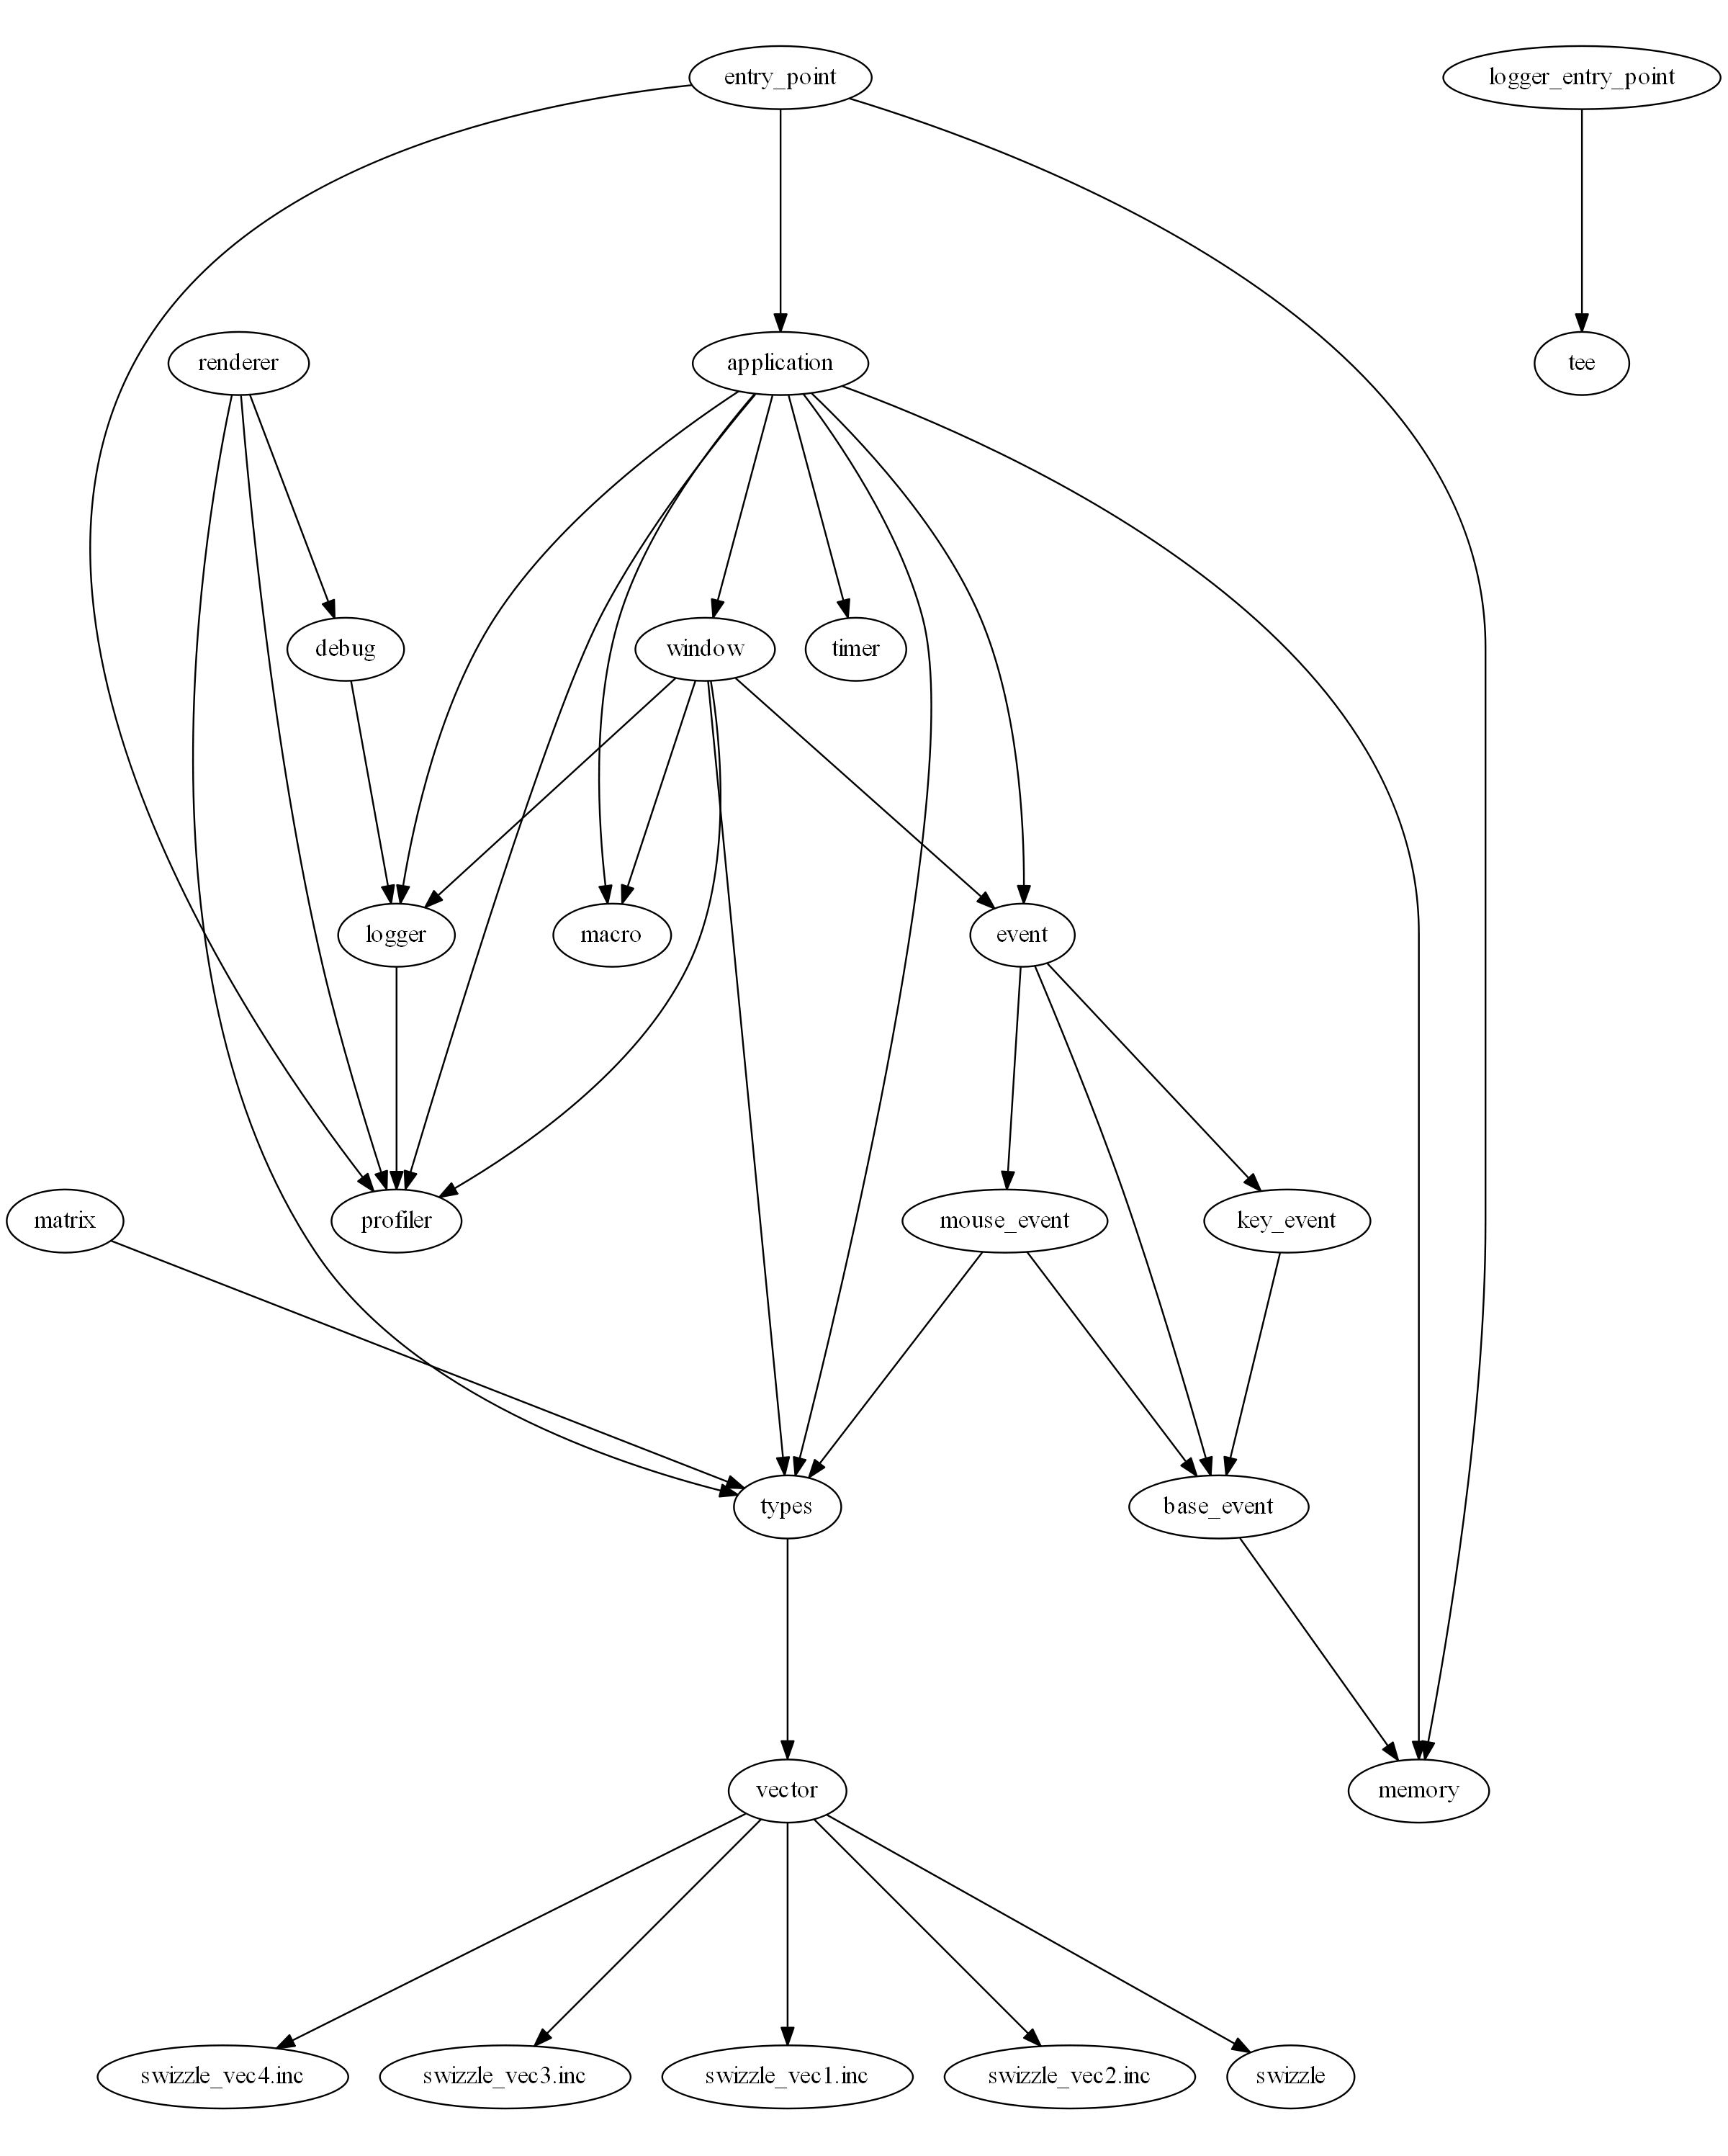 entry_point
logger_entry_point
renderer
application
tee
debug
window
timer
logger
macro
event
matrix
profiler
mouse_event
key_event
types
base_event
vector
memory
swizzle_vec4.inc
swizzle_vec3.inc
swizzle_vec1.inc
swizzle_vec2.inc
swizzle